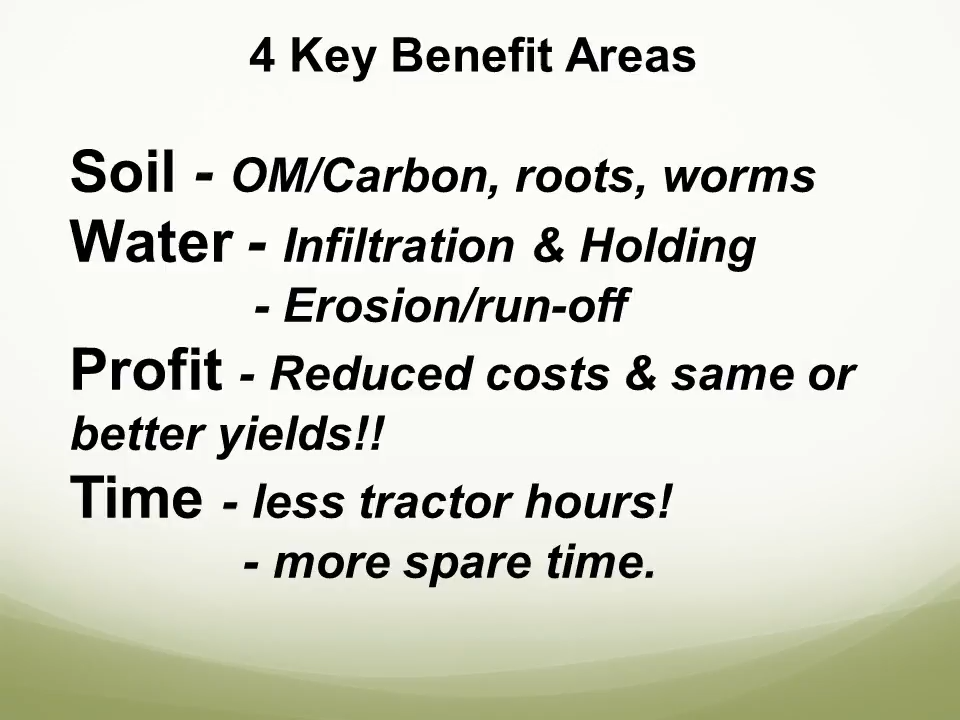 4 Key Benefit Areas
Soil - OM/Carbon, roots, worms
Water - Infiltration & Holding
- Erosion/run-off
Profit - Reduced costs & same or
better yields!!
Time - less tractor hours!
- more spare time.